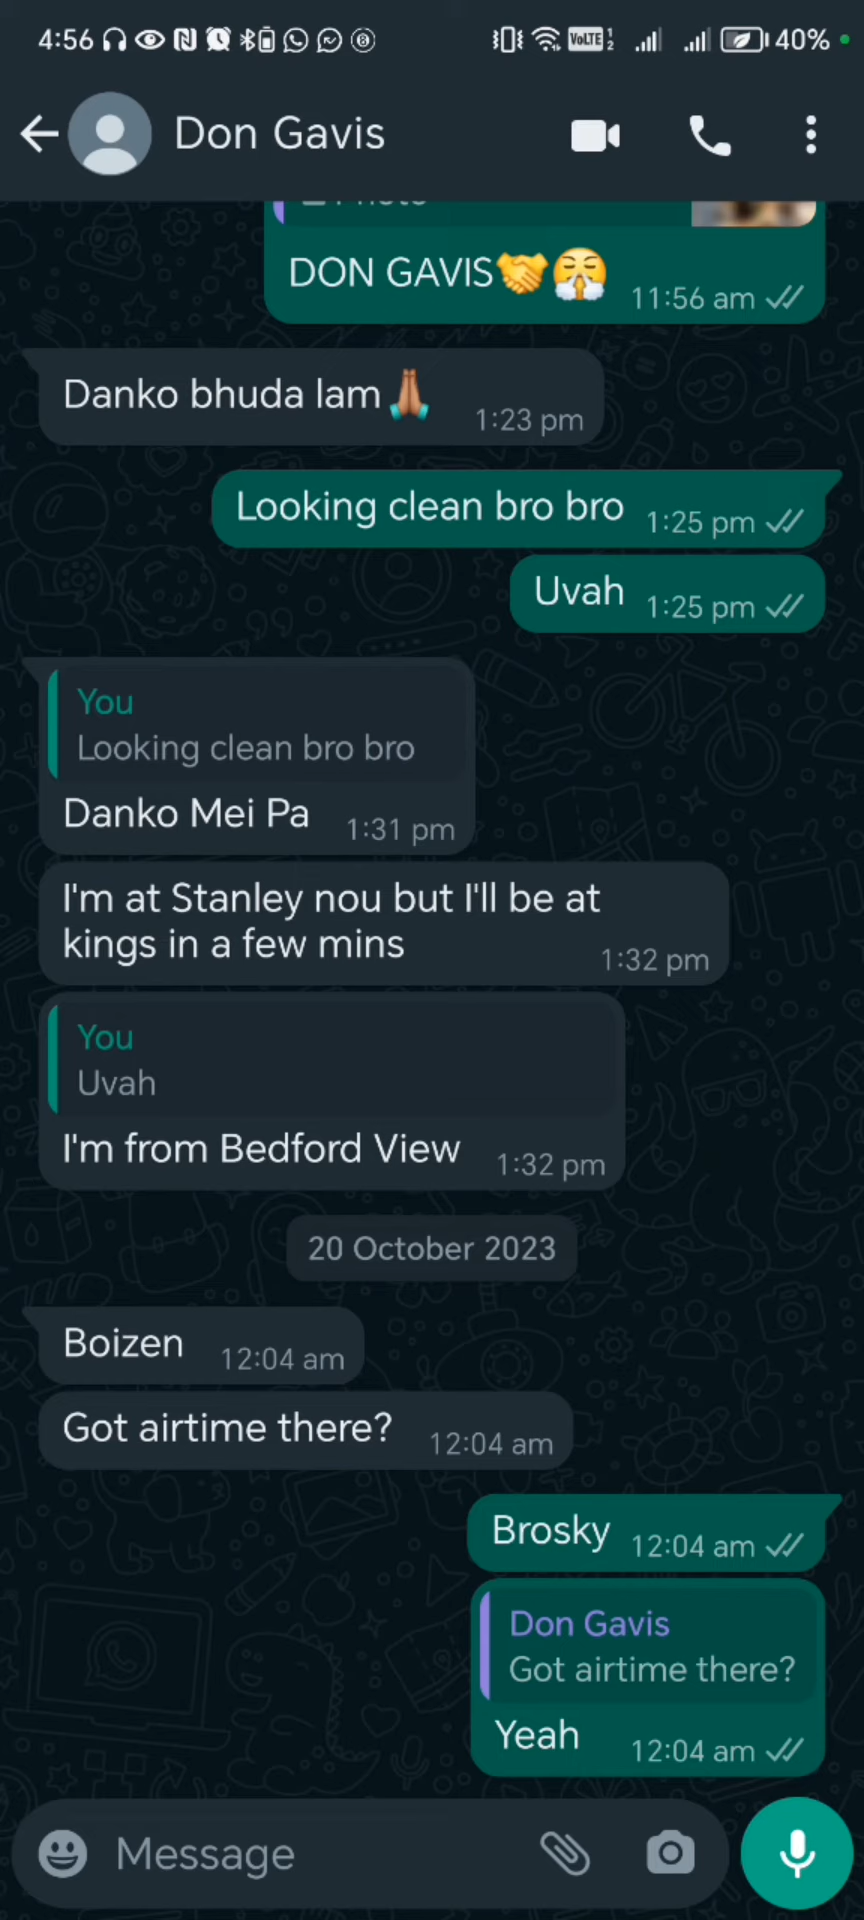 4:56
VoLTE 1 2
40%
Don Gavis
DON GAVIS🤝😤 11:56 am
Danko bhuda lam🙏🏾 1:23 pm
Looking clean bro bro 1:25 pm
Uvah 1:25 pm
You
Looking clean bro bro
Danko Mei Pa 1:31 pm
I'm at Stanley nou but I'll be at
kings in a few mins 1:32 pm
You
Uvah
I'm from Bedford View 1:32 pm
20 October 2023
Boizen 12:04 am
Got airtime there? 12:04 am
Brosky 12:04 am
Don Gavis
Got airtime there?
Yeah 12:04 am
Message